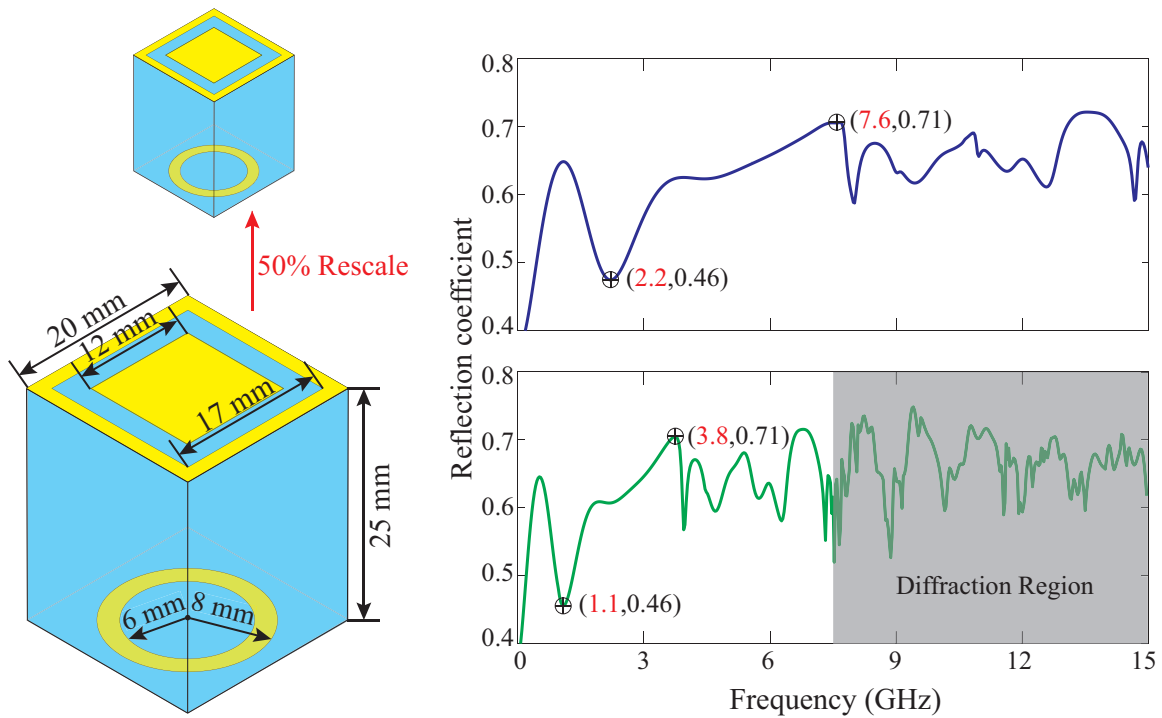 50% Rescale
20 mm
12 mm
17 mm
25 mm
6 mm
8 mm
Reflection coefficient
0.8
0.7
0.6
0.5
0.4
(7.6,0.71)
(2.2,0.46)
0.8
0.7
0.6
0.5
0.4
(3.8,0.71)
(1.1,0.46)
Diffraction Region
0
3
6
9
12
15
Frequency (GHz)